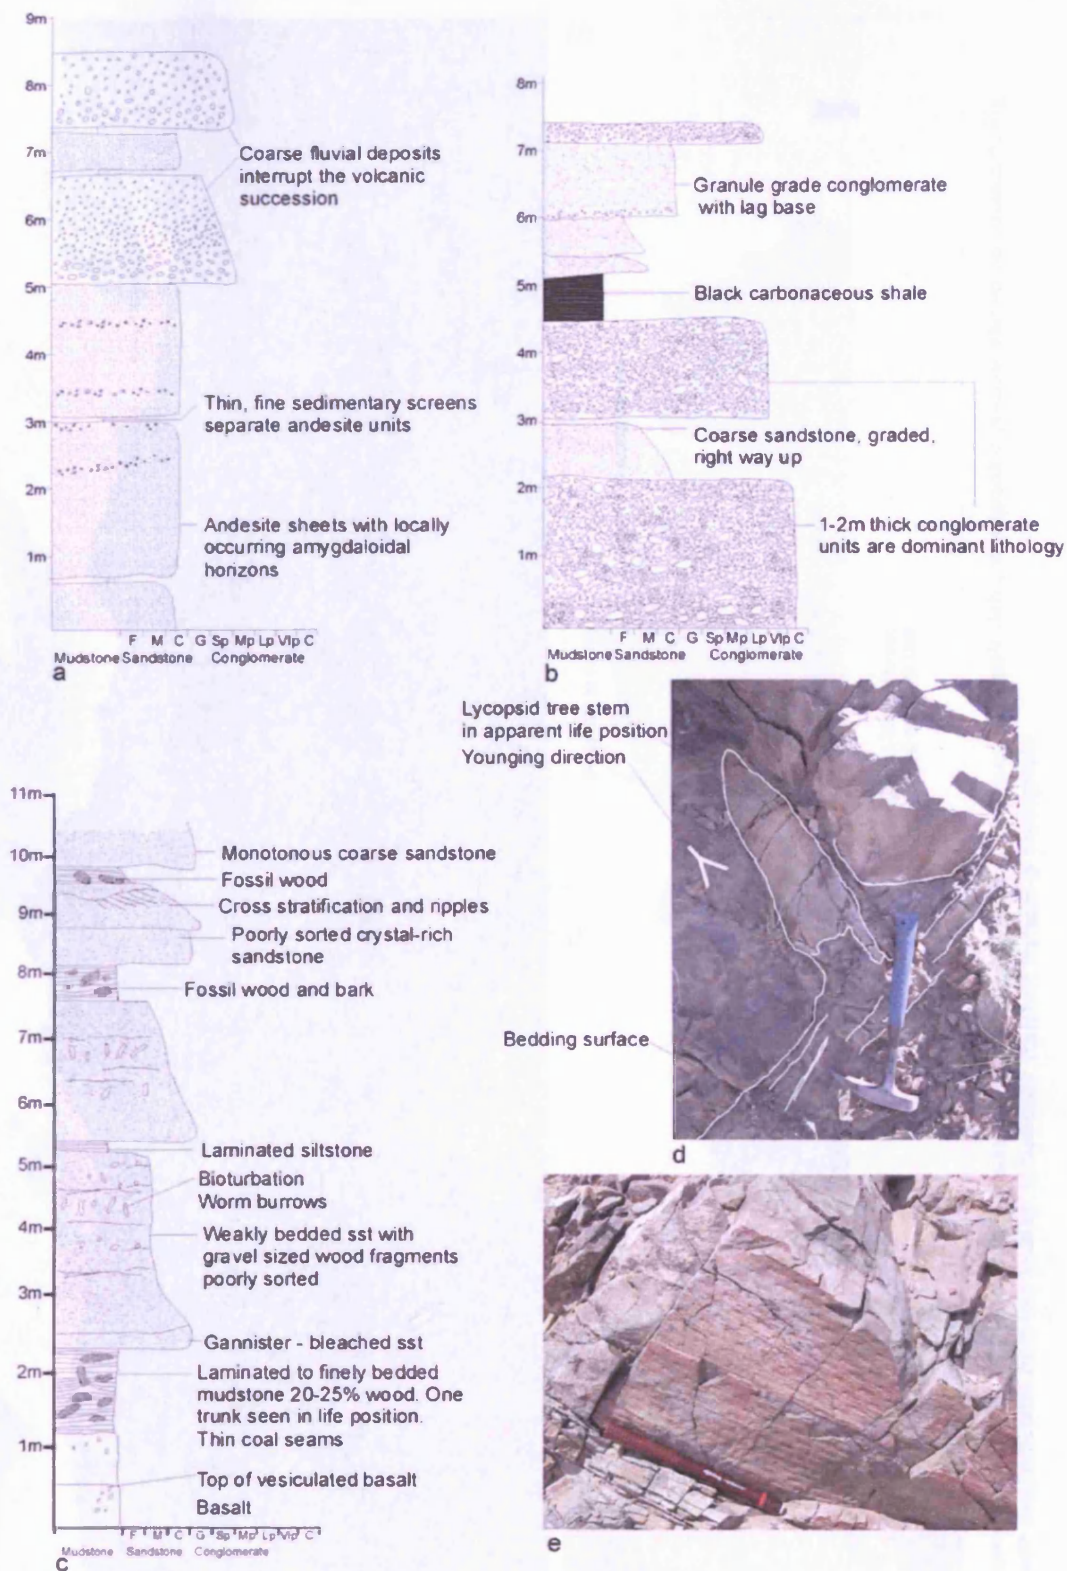 9m
8m
7m
6m
5m
4m
3m
2m
1m
Coarse fluvial deposits
interrupt the volcanic
succession
Thin, fine sedimentary screens
separate andesite units
Andesite sheets with locally
occurring amygdaloidal
horizons
F M C G Sp Mp Lp Vlp C
Mudstone Sandstone Conglomerate
a
8m
7m
6m
5m
4m
3m
2m
1m
Granule grade conglomerate
with lag base
Black carbonaceous shale
Coarse sandstone, graded,
right way up
1-2m thick conglomerate
units are dominant lithology
F M C G Sp Mp Lp Vlp C
Mudstone Sandstone Conglomerate
b
11m
10m
9m
8m
7m
6m
5m
4m
3m
2m
1m
Monotonous coarse sandstone
Fossil wood
Cross stratification and ripples
Poorly sorted crystal-rich
sandstone
Fossil wood and bark
Laminated siltstone
Bioturbation
Worm burrows
Weakly bedded sst with
gravel sized wood fragments
poorly sorted
Gannister - bleached sst
Laminated to finely bedded
mudstone 20-25% wood. One
trunk seen in life position.
Thin coal seams
Top of vesiculated basalt
Basalt
F M C G Sp Mp Lp Vlp C
Mudstone Sandstone Conglomerate
c
Lycopsid tree stem
in apparent life position
Younging direction
Bedding surface
d
e